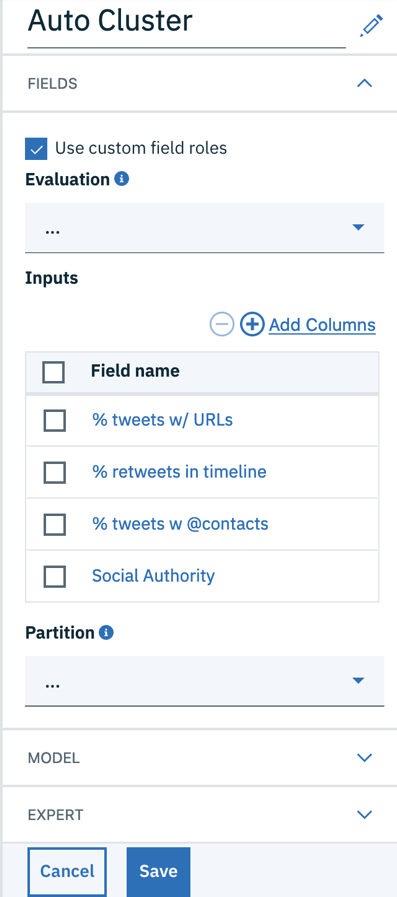 Auto Cluster
FIELDS
Use custom field roles
Evaluation
...
Inputs
Add Columns
Field name
% tweets w/ URLs
% retweets in timeline
% tweets w @contacts
Social Authority
Partition
...
MODEL
EXPERT
Cancel Save